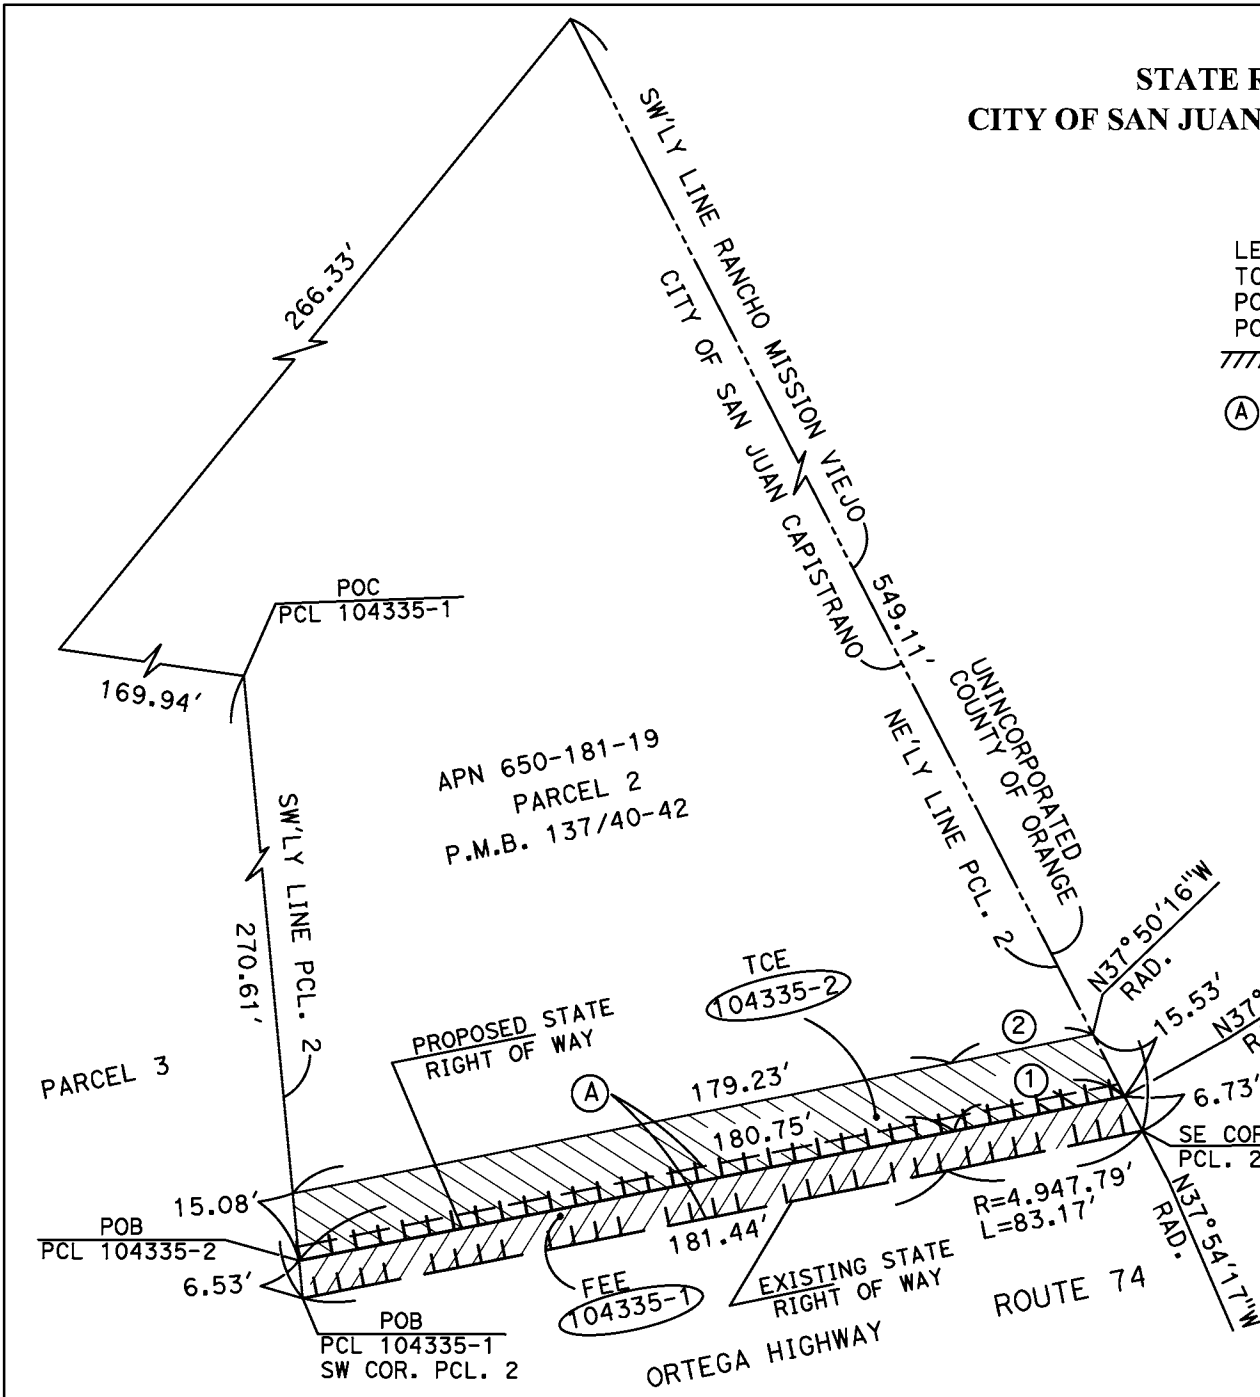 STATE R
CITY OF SAN JUAN
LE
TC
PO
PO
A
SW'LY LINE RANCHO MISSION VIEJO
CITY OF SAN JUAN CAPISTRANO
266.33'
549.11'
POC
PCL 104335-1
169.94'
UNINCORPORATED
COUNTY OF ORANGE
NE'LY LINE PCL. 2
APN 650-181-19
PARCEL 2
P.M.B. 137/40-42
SW'LY LINE PCL. 2
270.61'
N37°50'16"W
RAD.
TCE
104335-2
PROPOSED STATE
RIGHT OF WAY
2
15.53'
N37°
R
PARCEL 3
A
179.23'
1
180.75'
6.73'
SE COR
PCL. 2
15.08'
POB
PCL 104335-2
6.53'
181.44'
R=4.947.79'
L=83.17'
N37°54'17"W
RAD.
FEE
104335-1
EXISTING STATE
RIGHT OF WAY
ROUTE 74
POB
PCL 104335-1
SW COR. PCL. 2
ORTEGA HIGHWAY